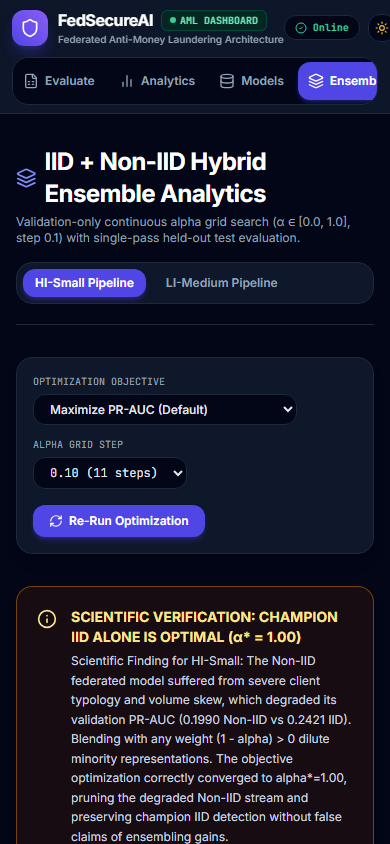 FedSecureAI
AML DASHBOARD
Online
Federated Anti-Money Laundering Architecture
Evaluate
Analytics
Models
Ensemb
IID + Non-IID Hybrid
Ensemble Analytics
Validation-only continuous alpha grid search (α ∈ [0.0, 1.0],
step 0.1) with single-pass held-out test evaluation.
HI-Small Pipeline
LI-Medium Pipeline
OPTIMIZATION OBJECTIVE
Maximize PR-AUC (Default)
ALPHA GRID STEP
0.10 (11 steps)
Re-Run Optimization
SCIENTIFIC VERIFICATION: CHAMPION
IID ALONE IS OPTIMAL (α* = 1.00)
Scientific Finding for HI-Small: The Non-IID
federated model suffered from severe client
typology and volume skew, which degraded its
validation PR-AUC (0.1990 Non-IID vs 0.2421 IID).
Blending with any weight (1 - alpha) > 0 dilute
minority representations. The objective
optimization correctly converged to alpha*=1.00,
pruning the degraded Non-IID stream and
preserving champion IID detection without false
claims of ensembling gains.